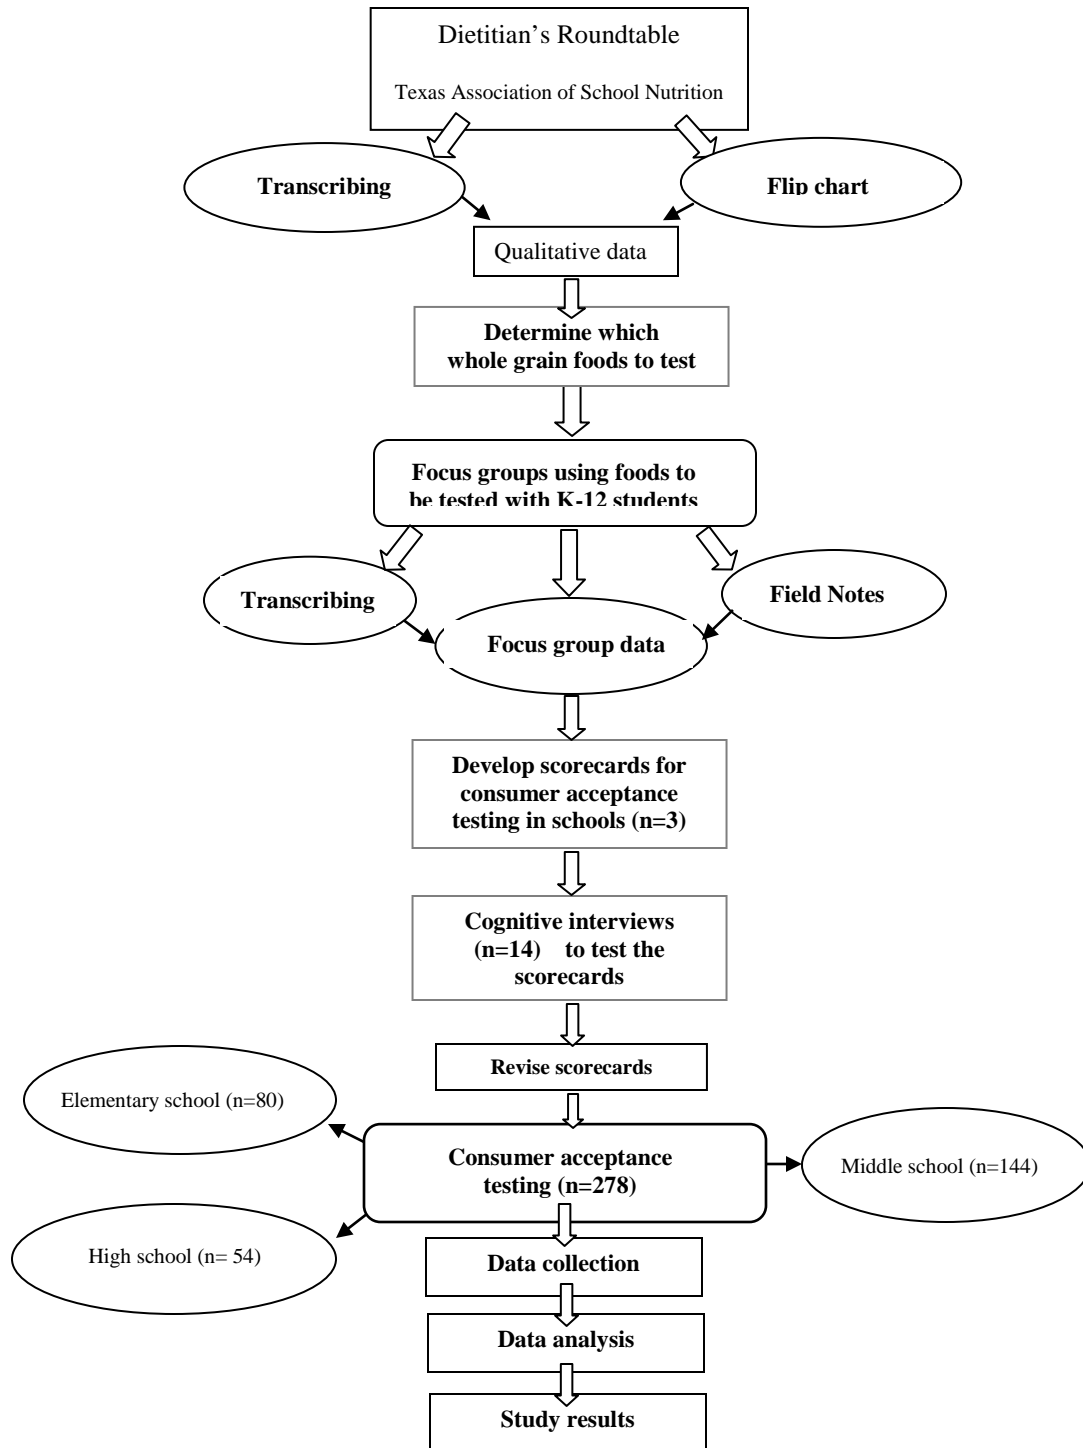 Dietitian's Roundtable
Texas Association of School Nutrition
Transcribing
Flip chart
Qualitative data
Determine which
whole grain foods to test
Focus groups using foods to
be tested with K-12 students
Transcribing
Field Notes
Focus group data
Develop scorecards for
consumer acceptance
testing in schools (n=3)
Cognitive interviews
(n=14) to test the
scorecards
Revise scorecards
Elementary school (n=80)
Consumer acceptance
testing (n=278)
Middle school (n=144)
High school (n= 54)
Data collection
Data analysis
Study results